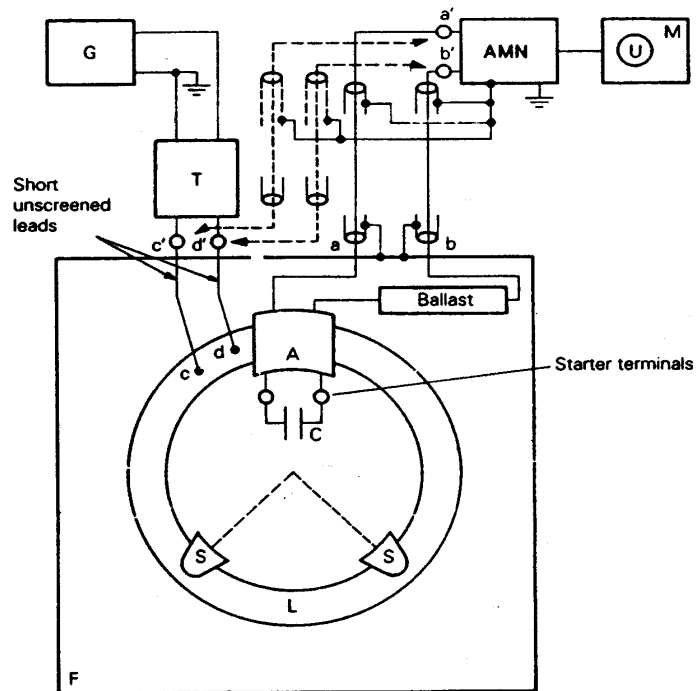 G
a'
b'
AMN
M
U
T
Short
unscreened
leads
c'
d'
a
b
Ballast
A
d
c
Starter terminals
C
S
S
L
F